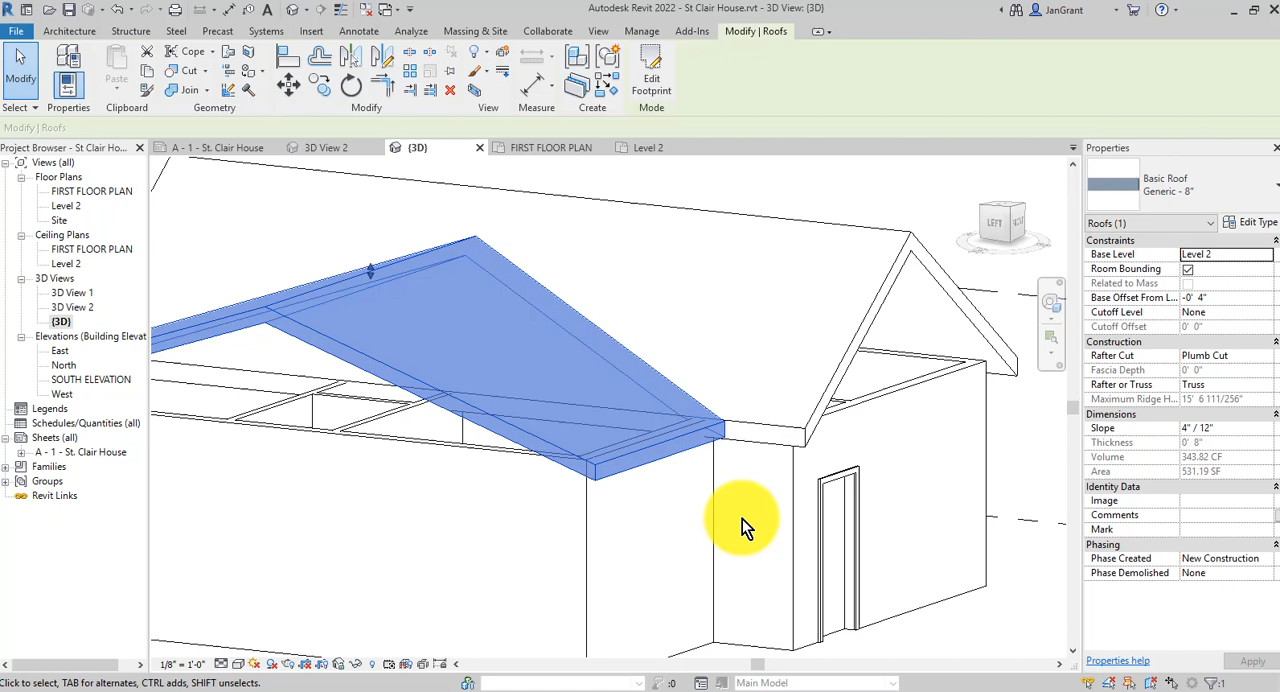 Autodesk Revit 2022 - St Clair House.rvt - 3D View: {3D}
JanGrant
File Architecture Structure Steel Precast Systems Insert Annotate Analyze Massing & Site Collaborate View Manage Add-Ins Modify | Roofs
Modify
Select
Properties
Paste
Clipboard
Cope
Cut
Join
Geometry
Modify
View
Measure
Create
Edit
Footprint
Mode
Modify | Roofs
Project Browser - St Clair Ho...
A - 1 - St. Clair House
3D View 2
{3D}
FIRST FLOOR PLAN
Level 2
Properties
Views (all)
Floor Plans
FIRST FLOOR PLAN
Level 2
Site
Ceiling Plans
FIRST FLOOR PLAN
Level 2
3D Views
3D View 1
3D View 2
{3D}
Elevations (Building Elevat
East
North
SOUTH ELEVATION
West
Legends
Schedules/Quantities (all)
Sheets (all)
A - 1 - St. Clair House
Families
Groups
Revit Links
LEFT
Basic Roof
Generic - 8"
Roofs (1)
Edit Type
Constraints
Base Level Level 2
Room Bounding
Related to Mass
Base Offset From L... -0' 4"
Cutoff Level None
Cutoff Offset 0' 0"
Construction
Rafter Cut Plumb Cut
Fascia Depth 0' 0"
Rafter or Truss Truss
Maximum Ridge H... 15' 6 111/256"
Dimensions
Slope 4" / 12"
Thickness 0' 8"
Volume 343.82 CF
Area 531.19 SF
Identity Data
Image
Comments
Mark
Phasing
Phase Created New Construction
Phase Demolished None
Properties help
Apply
1/8" = 1'-0"
Click to select, TAB for alternates, CTRL adds, SHIFT unselects.
:0
Main Model
:1